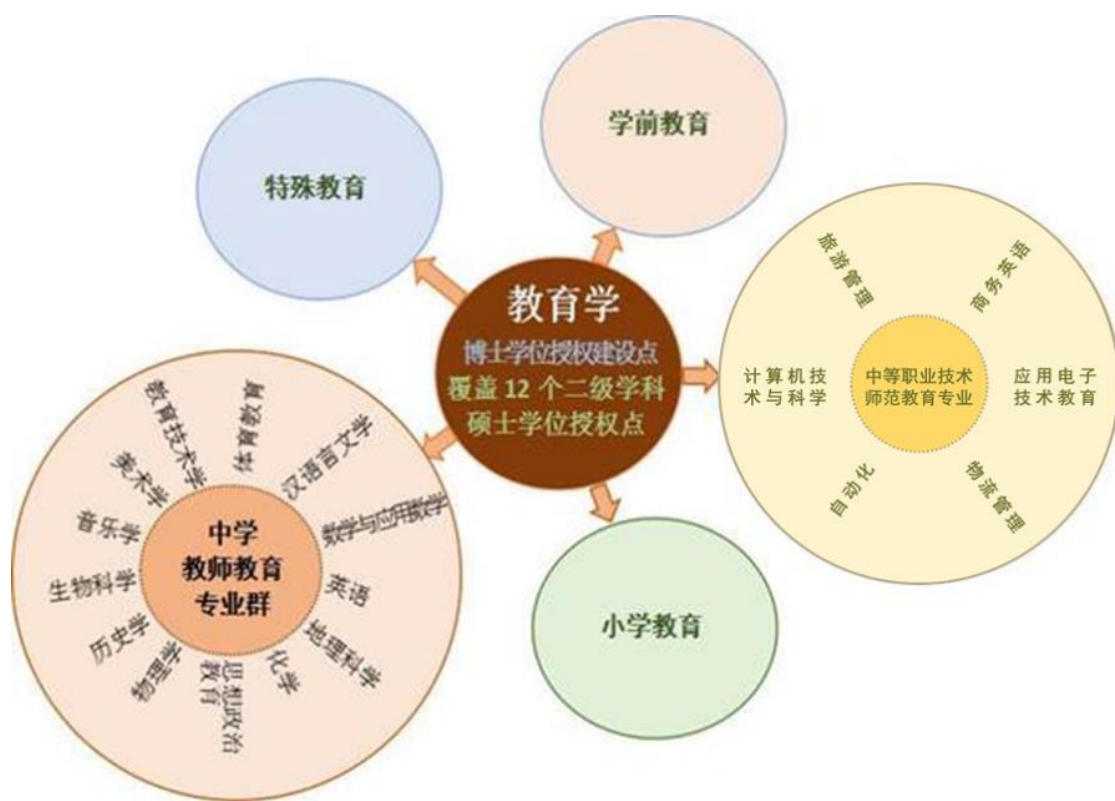 学前教育
特殊教育
教育学
博士学位授权建设点
覆盖 12 个二级学科
硕士学位授权点
旅游管理
商务英语
计算机技
术与科学
中等职业技术
师范教育专业
应用电子
技术教育
自动化
物流管理
中学
教师教育
专业群
体育教育
汉语言文学
数学与应用数学
英语
地理科学
化学
思想政治
教育
物理学
历史学
生物科学
音乐学
美术学
教育技术学
小学教育